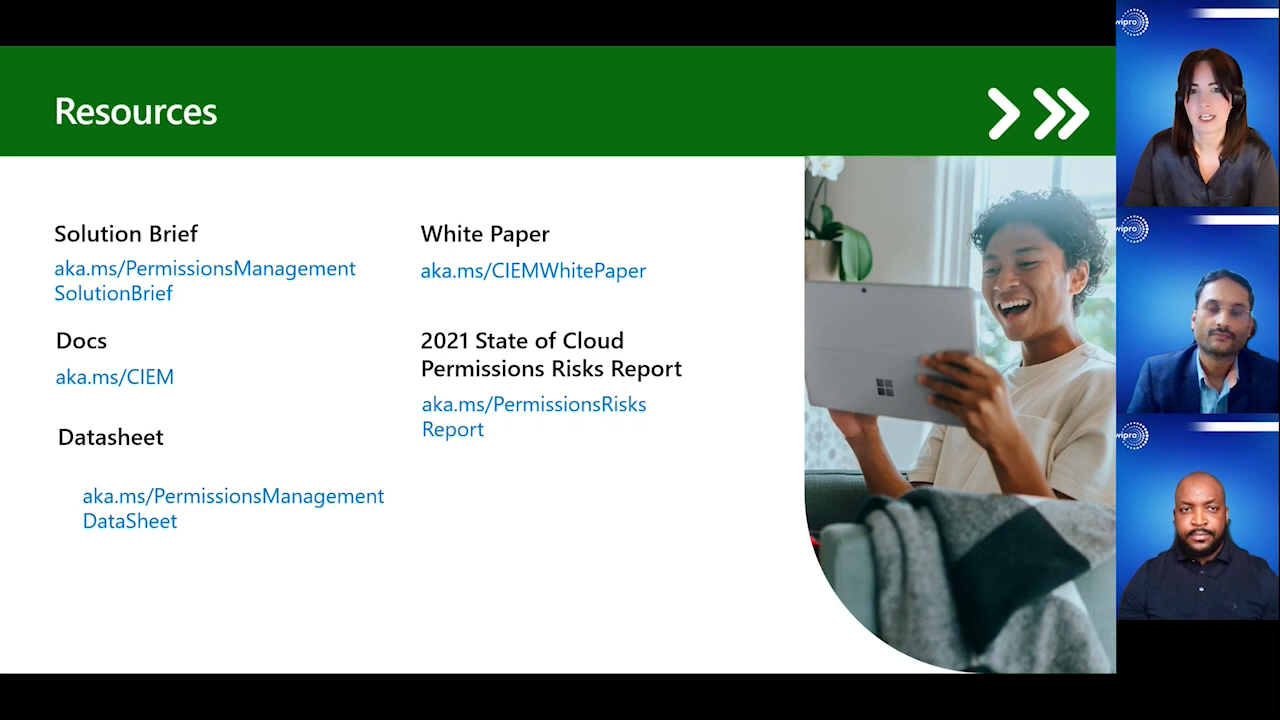 Resources
Solution Brief
aka.ms/PermissionsManagement
SolutionBrief
Docs
aka.ms/CIEM
Datasheet
aka.ms/PermissionsManagement
DataSheet
White Paper
aka.ms/CIEMWhitePaper
2021 State of Cloud
Permissions Risks Report
aka.ms/PermissionsRisks
Report
wipro
wipro
wipro